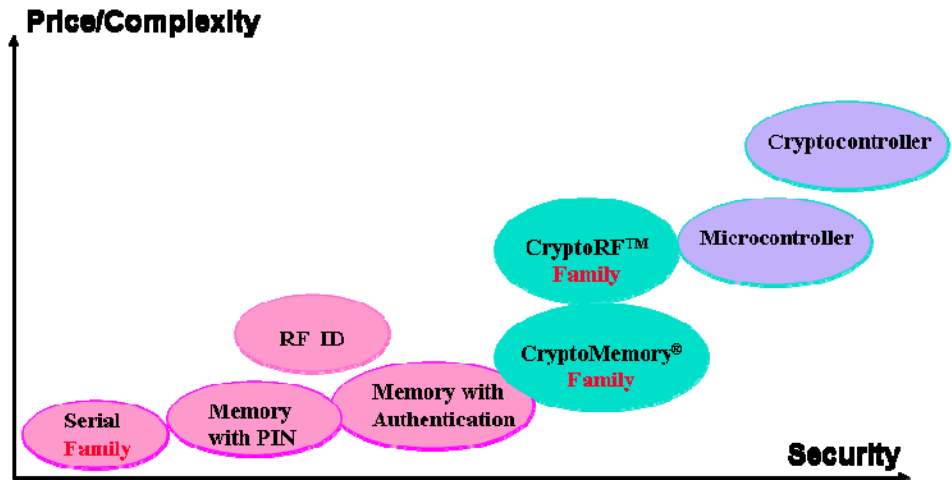 Price/Complexity
Cryptocontroller
Microcontroller
CryptoRF™
Family
RF ID
CryptoMemory®
Family
Memory with
Authentication
Memory
with PIN
Serial
Family
Security